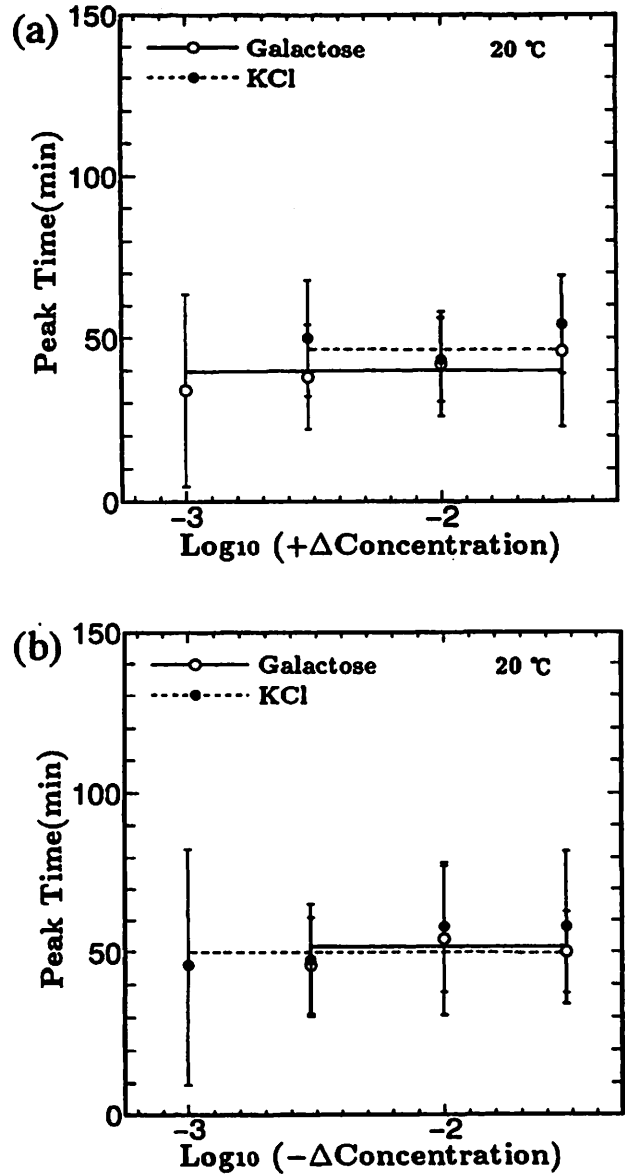 (a)
150
Galactose 20 ℃
KCl
100
50
0
Peak Time(min)
-3 -2
Log10 (+ΔConcentration)
(b)
150
Galactose 20 ℃
KCl
100
50
0
Peak Time(min)
-3 -2
Log10 (-ΔConcentration)